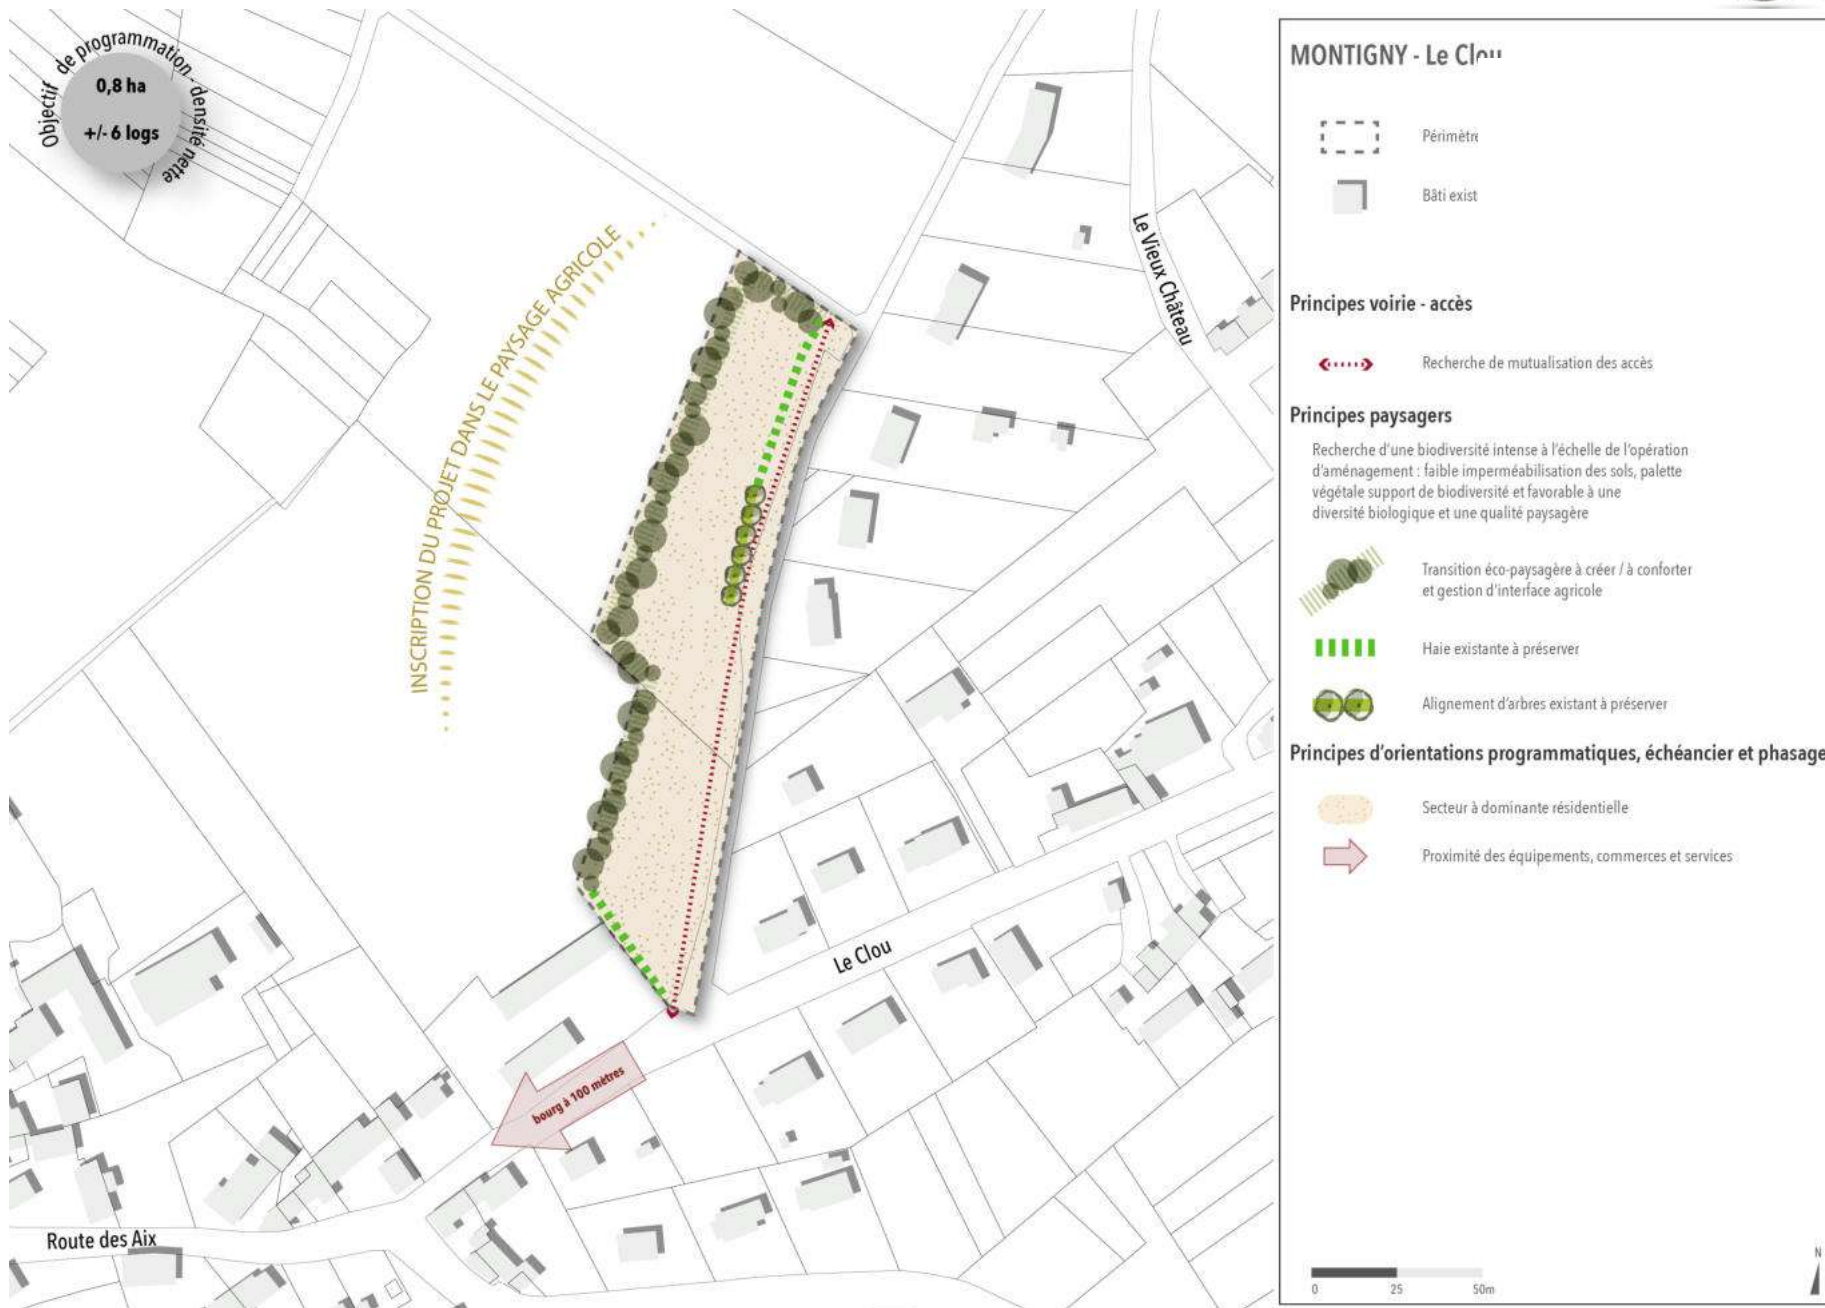 Objectif de programmation - densité nette
0,8 ha
+/- 6 logs
INSCRIPTION DU PROJET DANS LE PAYSAGE AGRICOLE
Le Vieux Château
Le Clou
bourg à 100 mètres
Route des Aix
MONTIGNY - Le Clou
Périmètre
Bâti exist
Principes voirie - accès
Recherche de mutualisation des accès
Principes paysagers
Recherche d'une biodiversité intense à l'échelle de l'opération
d'aménagement : faible imperméabilisation des sols, palette
végétale support de biodiversité et favorable à une
diversité biologique et une qualité paysagère
Transition éco-paysagère à créer / à conforter
et gestion d'interface agricole
Haie existante à préserver
Alignement d'arbres existant à préserver
Principes d'orientations programmatiques, échéancier et phasage
Secteur à dominante résidentielle
Proximité des équipements, commerces et services
0 25 50m
N